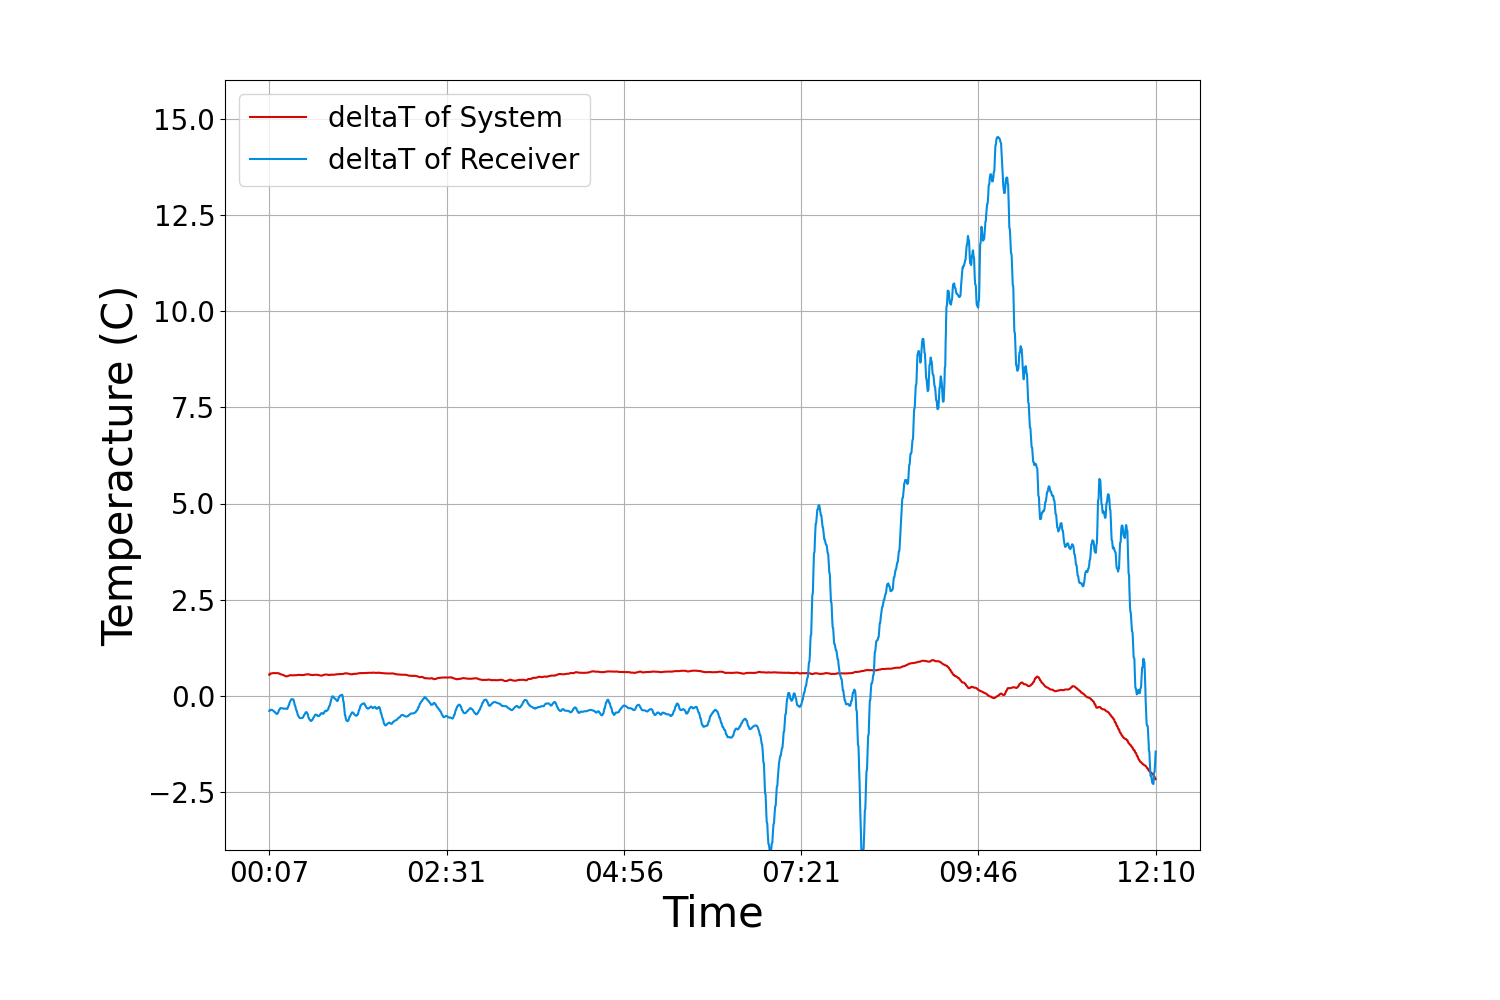 deltaT of System
deltaT of Receiver
15.0
12.5
10.0
7.5
5.0
2.5
0.0
−2.5
Temperacture (C)
00:07 02:31 04:56 07:21 09:46 12:10
Time